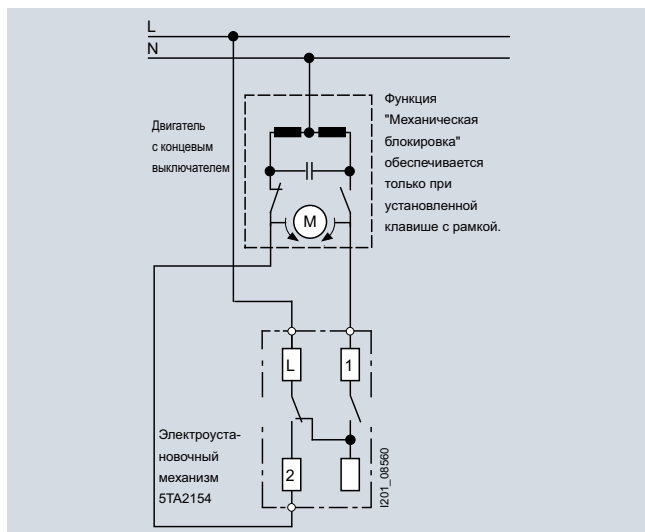 L
N
Двигатель
с концевым
выключателем
Функция
"Механическая
блокировка"
обеспечивается
только при
установленной
клавише с рамкой.
M
L
1
2
Электроуста-
новочный
механизм
5TA2154
I201_08560